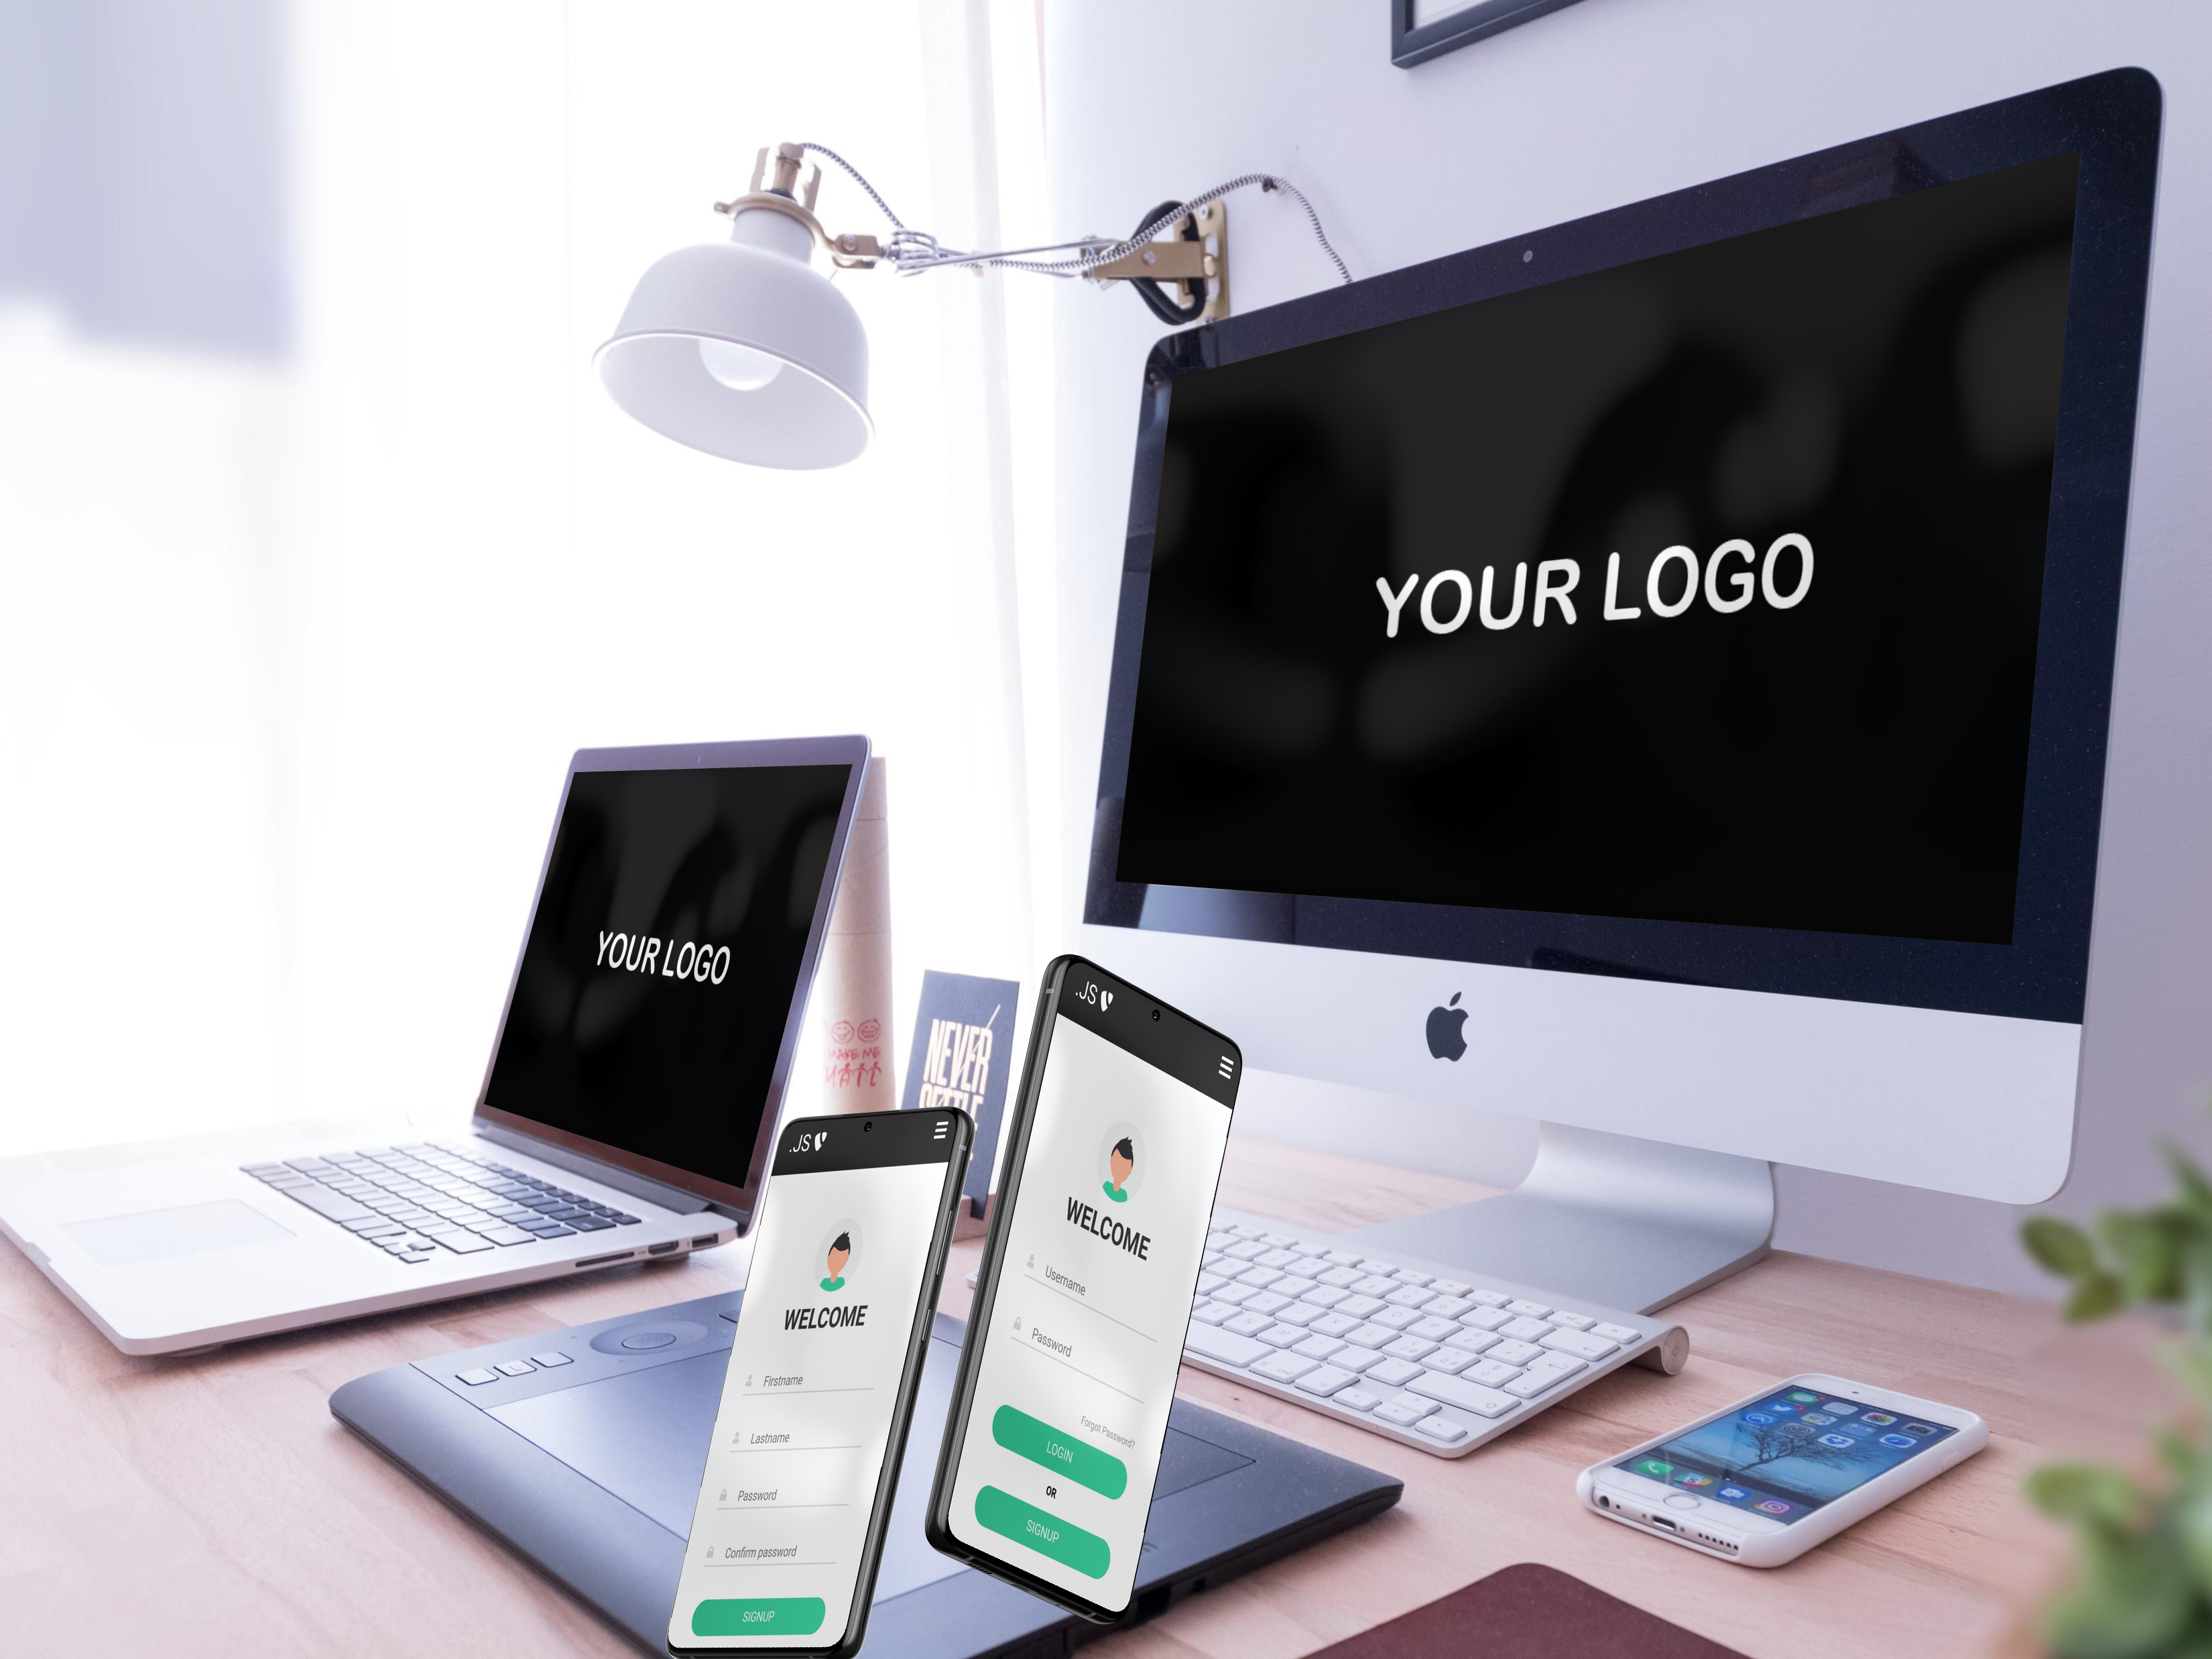 YOUR LOGO
YOUR LOGO
MAKE ME
NEVER
.JS
WELCOME
Firstname
Lastname
Password
Confirm password
SIGNUP
.JS
WELCOME
Username
Password
Forgot Password?
LOGIN
OR
SIGNUP